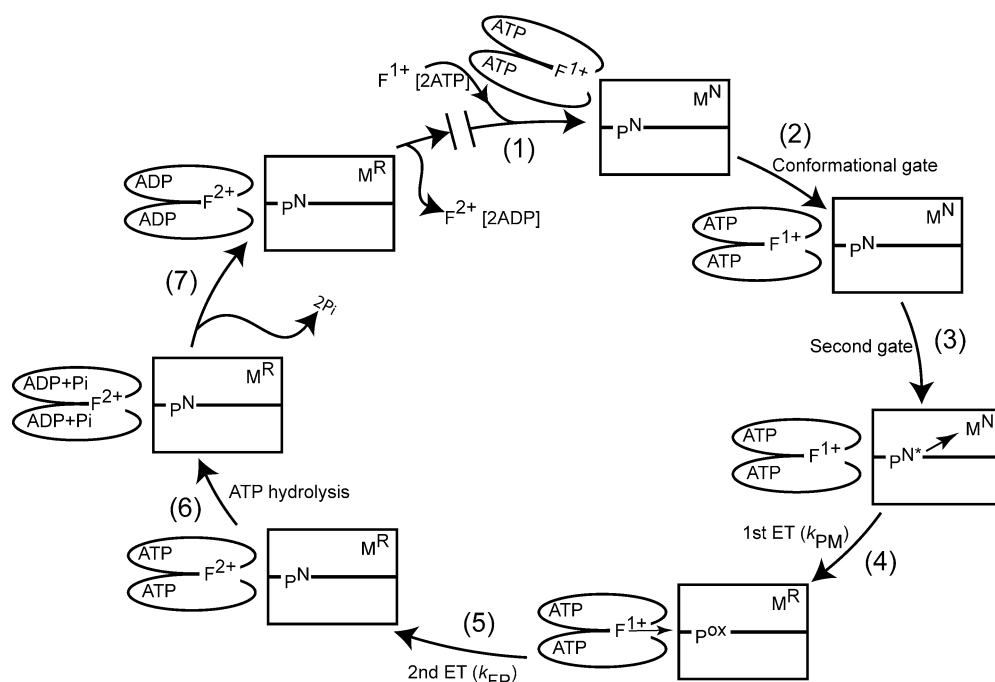 ATP
ATP
F1+
F1+ [2ATP]
MN
PN
(1)
(2)
Conformational gate
ATP
ATP
F1+
MN
PN
(3)
Second gate
ATP
ATP
F1+
MN
PN*
1st ET (kPM)
(4)
ATP
ATP
F1+
MR
Pox
(5)
2nd ET (kFP)
ATP
ATP
F2+
MR
PN
(6)
ATP hydrolysis
ADP+Pi
ADP+Pi
F2+
MR
PN
(7)
2Pi
ADP
ADP
F2+
MR
PN
F2+ [2ADP]